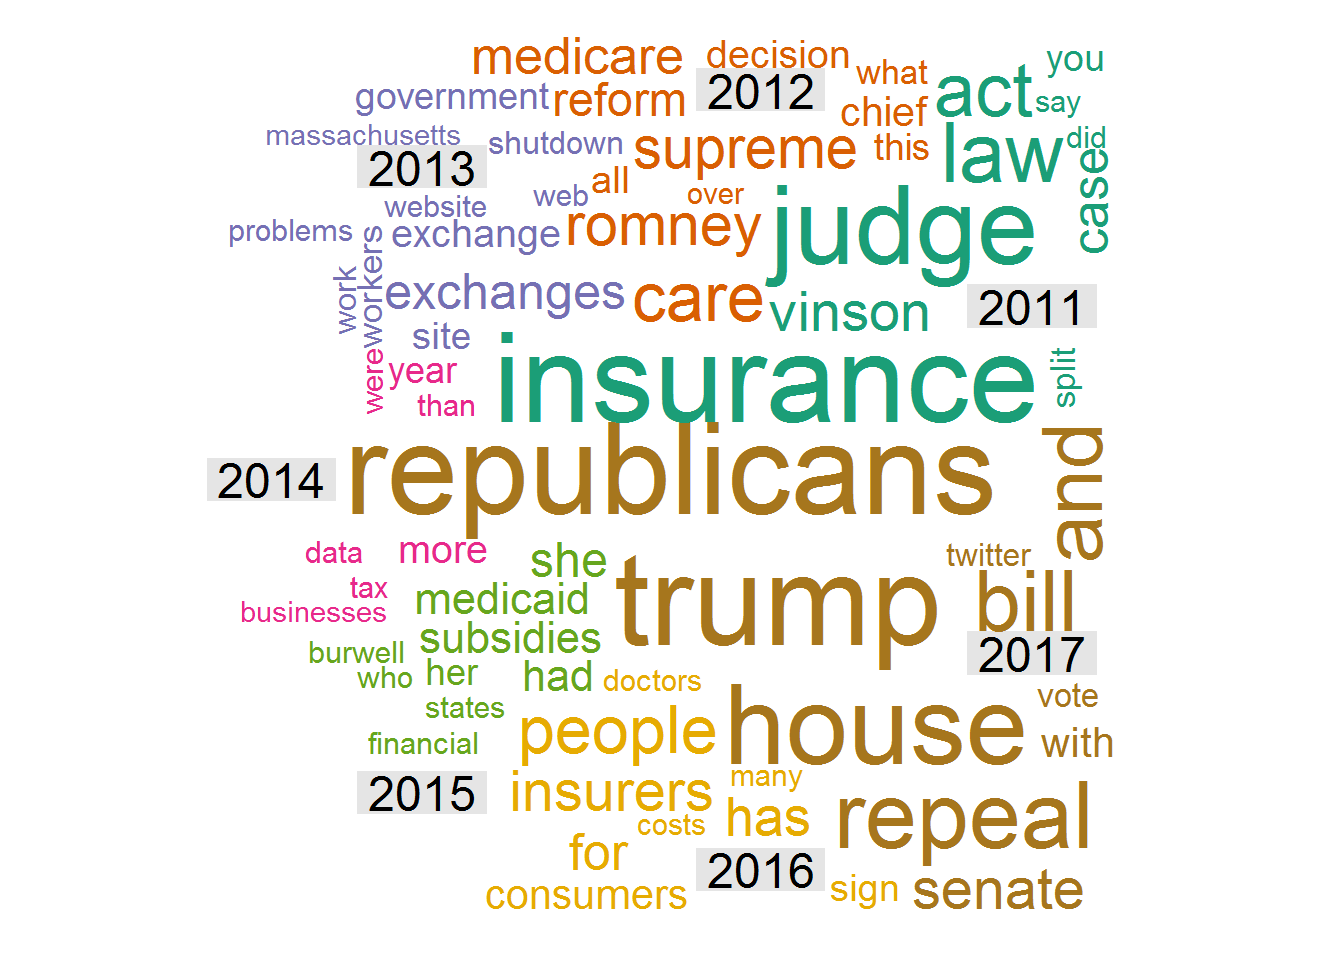 medicare decision you
government reform 2012 what act say
chief
massachusetts shutdown supreme this law did
2013 all case
website web over judge
problems exchange romney
work workers exchanges care vinson 2011
site
were year insurance split
than
2014 republicans and
data more she twitter
tax medicaid trump bill
businesses subsidies
burwell 2017
who her had doctors vote
states people house with
financial
2015 insurers many repeal
costs has
for 2016
consumers sign senate